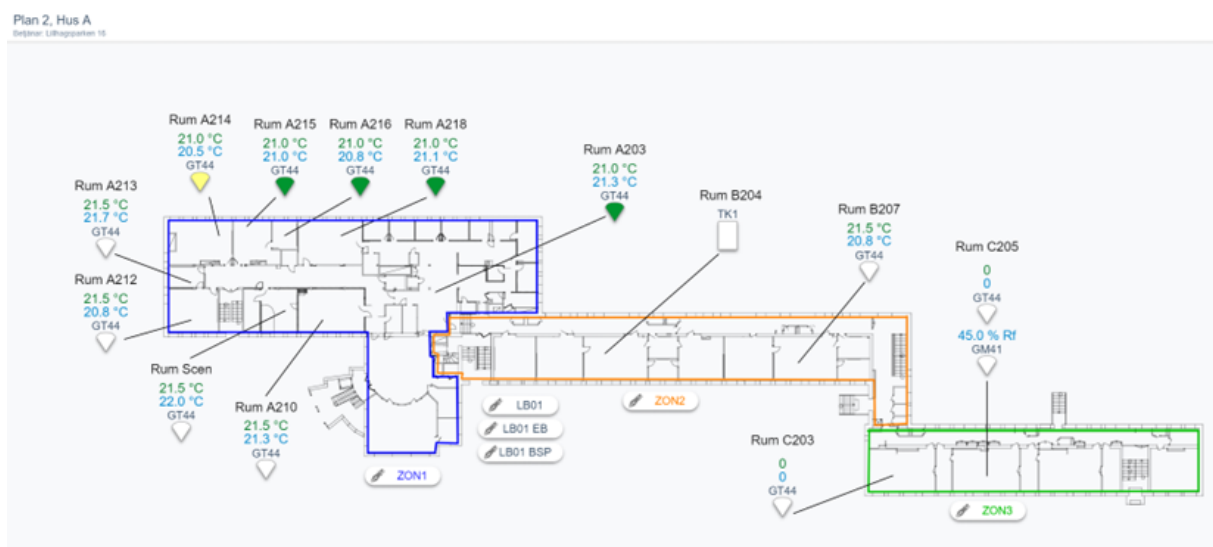 Plan 2, Hus A
Betjänar: Lillhagsparken 16
Rum A214
21.0 °C
20.5 °C
GT44
Rum A215
21.0 °C
21.0 °C
GT44
Rum A216
21.0 °C
20.8 °C
GT44
Rum A218
21.0 °C
21.1 °C
GT44
Rum A203
21.0 °C
21.3 °C
GT44
Rum A213
21.5 °C
21.7 °C
GT44
Rum B204
TK1
Rum B207
21.5 °C
20.8 °C
GT44
Rum C205
0
0
GT44
45.0 % Rf
GM41
Rum A212
21.5 °C
20.8 °C
GT44
Rum Scen
21.5 °C
22.0 °C
GT44
Rum A210
21.5 °C
21.3 °C
GT44
LB01
LB01 EB
LB01 BSP
ZON2
ZON1
Rum C203
0
0
GT44
ZON3